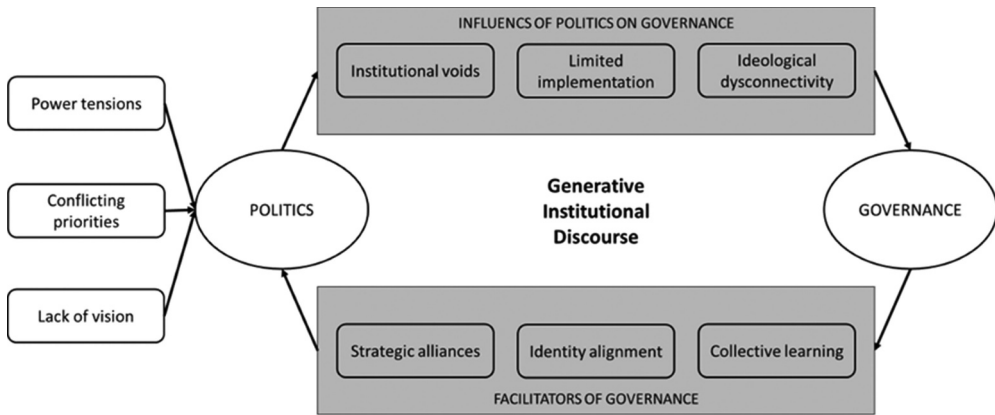 INFLUENCS OF POLITICS ON GOVERNANCE
Institutional voids
Limited
implementation
Ideological
dysconnectivity
Power tensions
Conflicting
priorities
Lack of vision
POLITICS
Generative
Institutional
Discourse
GOVERNANCE
Strategic alliances
Identity alignment
Collective learning
FACILITATORS OF GOVERNANCE